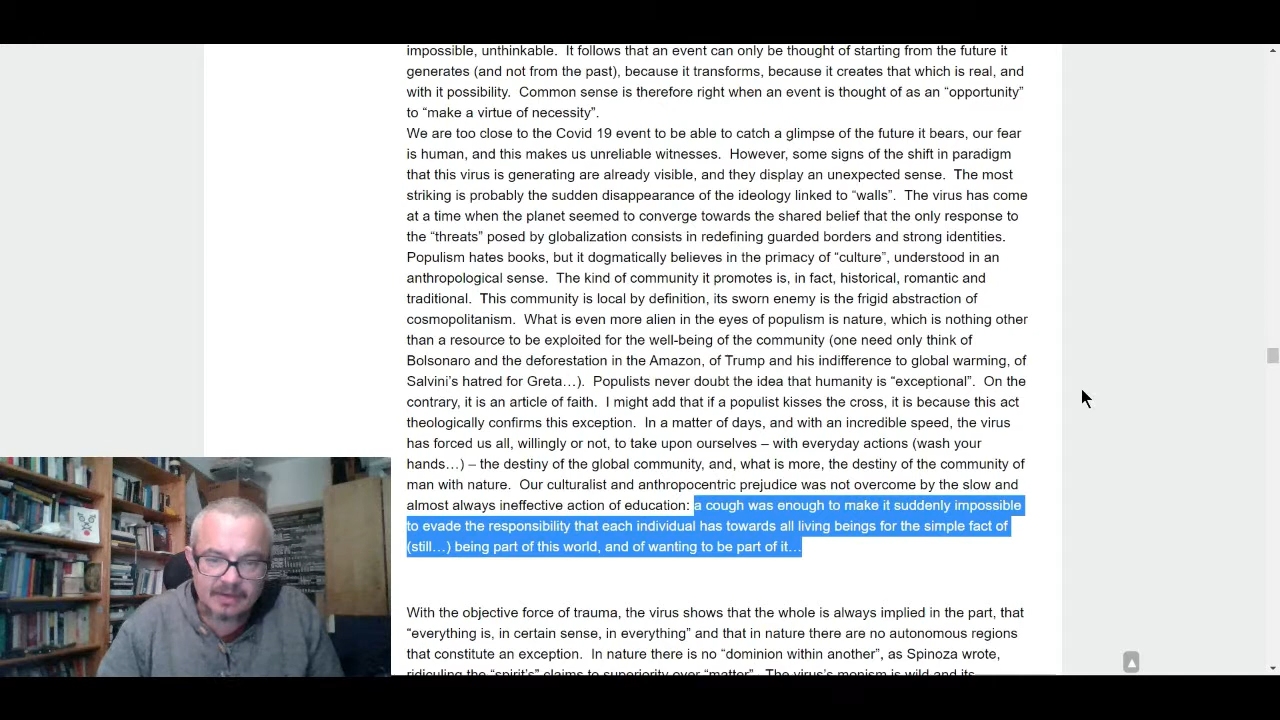 impossible, unthinkable.  It follows that an event can only be thought of starting from the future it
generates (and not from the past), because it transforms, because it creates that which is real, and
with it possibility.  Common sense is therefore right when an event is thought of as an “opportunity”
to “make a virtue of necessity”.
We are too close to the Covid 19 event to be able to catch a glimpse of the future it bears, our fear
is human, and this makes us unreliable witnesses.  However, some signs of the shift in paradigm
that this virus is generating are already visible, and they display an unexpected sense.  The most
striking is probably the sudden disappearance of the ideology linked to “walls”.  The virus has come
at a time when the planet seemed to converge towards the shared belief that the only response to
the “threats” posed by globalization consists in redefining guarded borders and strong identities.
Populism hates books, but it dogmatically believes in the primacy of “culture”, understood in an
anthropological sense.  The kind of community it promotes is, in fact, historical, romantic and
traditional.  This community is local by definition, its sworn enemy is the frigid abstraction of
cosmopolitanism.  What is even more alien in the eyes of populism is nature, which is nothing other
than a resource to be exploited for the well-being of the community (one need only think of
Bolsonaro and the deforestation in the Amazon, of Trump and his indifference to global warming, of
Salvini’s hatred for Greta…).  Populists never doubt the idea that humanity is “exceptional”.  On the
contrary, it is an article of faith.  I might add that if a populist kisses the cross, it is because this act
theologically confirms this exception.  In a matter of days, and with an incredible speed, the virus
has forced us all, willingly or not, to take upon ourselves – with everyday actions (wash your
hands…) – the destiny of the global community, and, what is more, the destiny of the community of
man with nature.  Our culturalist and anthropocentric prejudice was not overcome by the slow and
almost always ineffective action of education: a cough was enough to make it suddenly impossible
to evade the responsibility that each individual has towards all living beings for the simple fact of
(still…) being part of this world, and of wanting to be part of it…
With the objective force of trauma, the virus shows that the whole is always implied in the part, that
“everything is, in certain sense, in everything” and that in nature there are no autonomous regions
that constitute an exception.  In nature there is no “dominion within another”, as Spinoza wrote,
ridiculing the “spirit’s” claims to superiority over “matter”.  The virus’s monism is wild and its